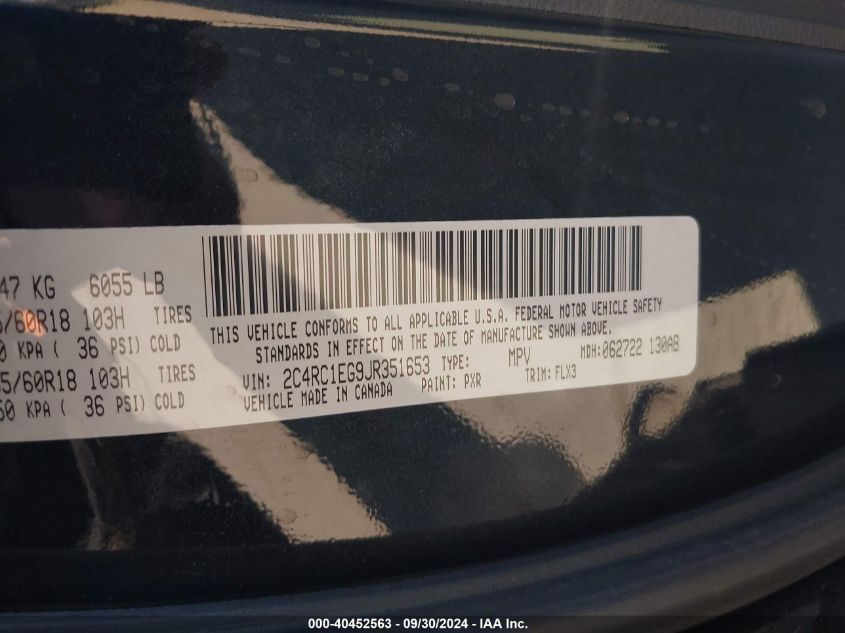 47 KG 6055 LB
5/60R18 103H TIRES
0 KPA ( 36 PSI) COLD
5/60R18 103H TIRES
50 KPA ( 36 PSI) COLD
THIS VEHICLE CONFORMS TO ALL APPLICABLE U.S.A. FEDERAL MOTOR VEHICLE SAFETY
STANDARDS IN EFFECT ON THE DATE OF MANUFACTURE SHOWN ABOVE.
VIN: 2C4RC1EG9JR351653 TYPE: MPV MDH: 062722 130AB
VEHICLE MADE IN CANADA PAINT: PXR TRIM: FLX3
000-40452563 / 09/30/2024 - IAA Inc.